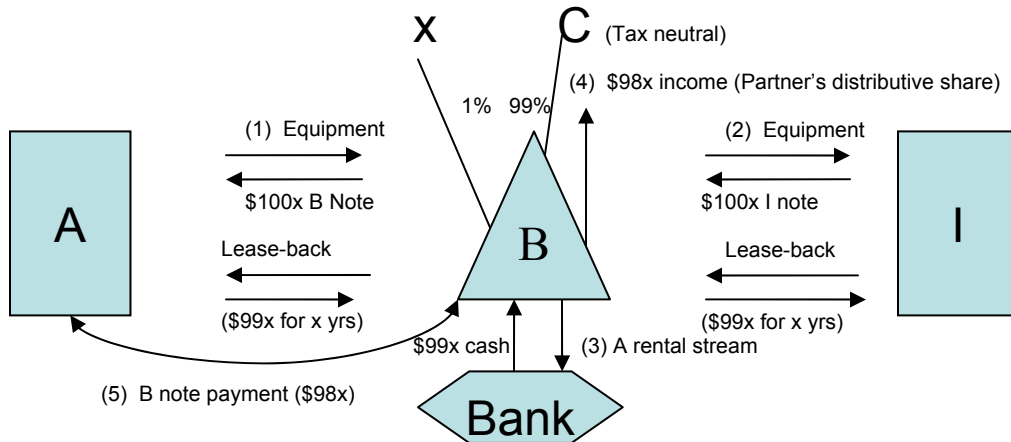 x
C (Tax neutral)
(4) $98x income (Partner's distributive share)
1% 99%
(1) Equipment
(2) Equipment
$100x B Note
$100x I note
A
B
I
Lease-back
Lease-back
($99x for x yrs)
($99x for x yrs)
$99x cash
(3) A rental stream
(5) B note payment ($98x)
Bank